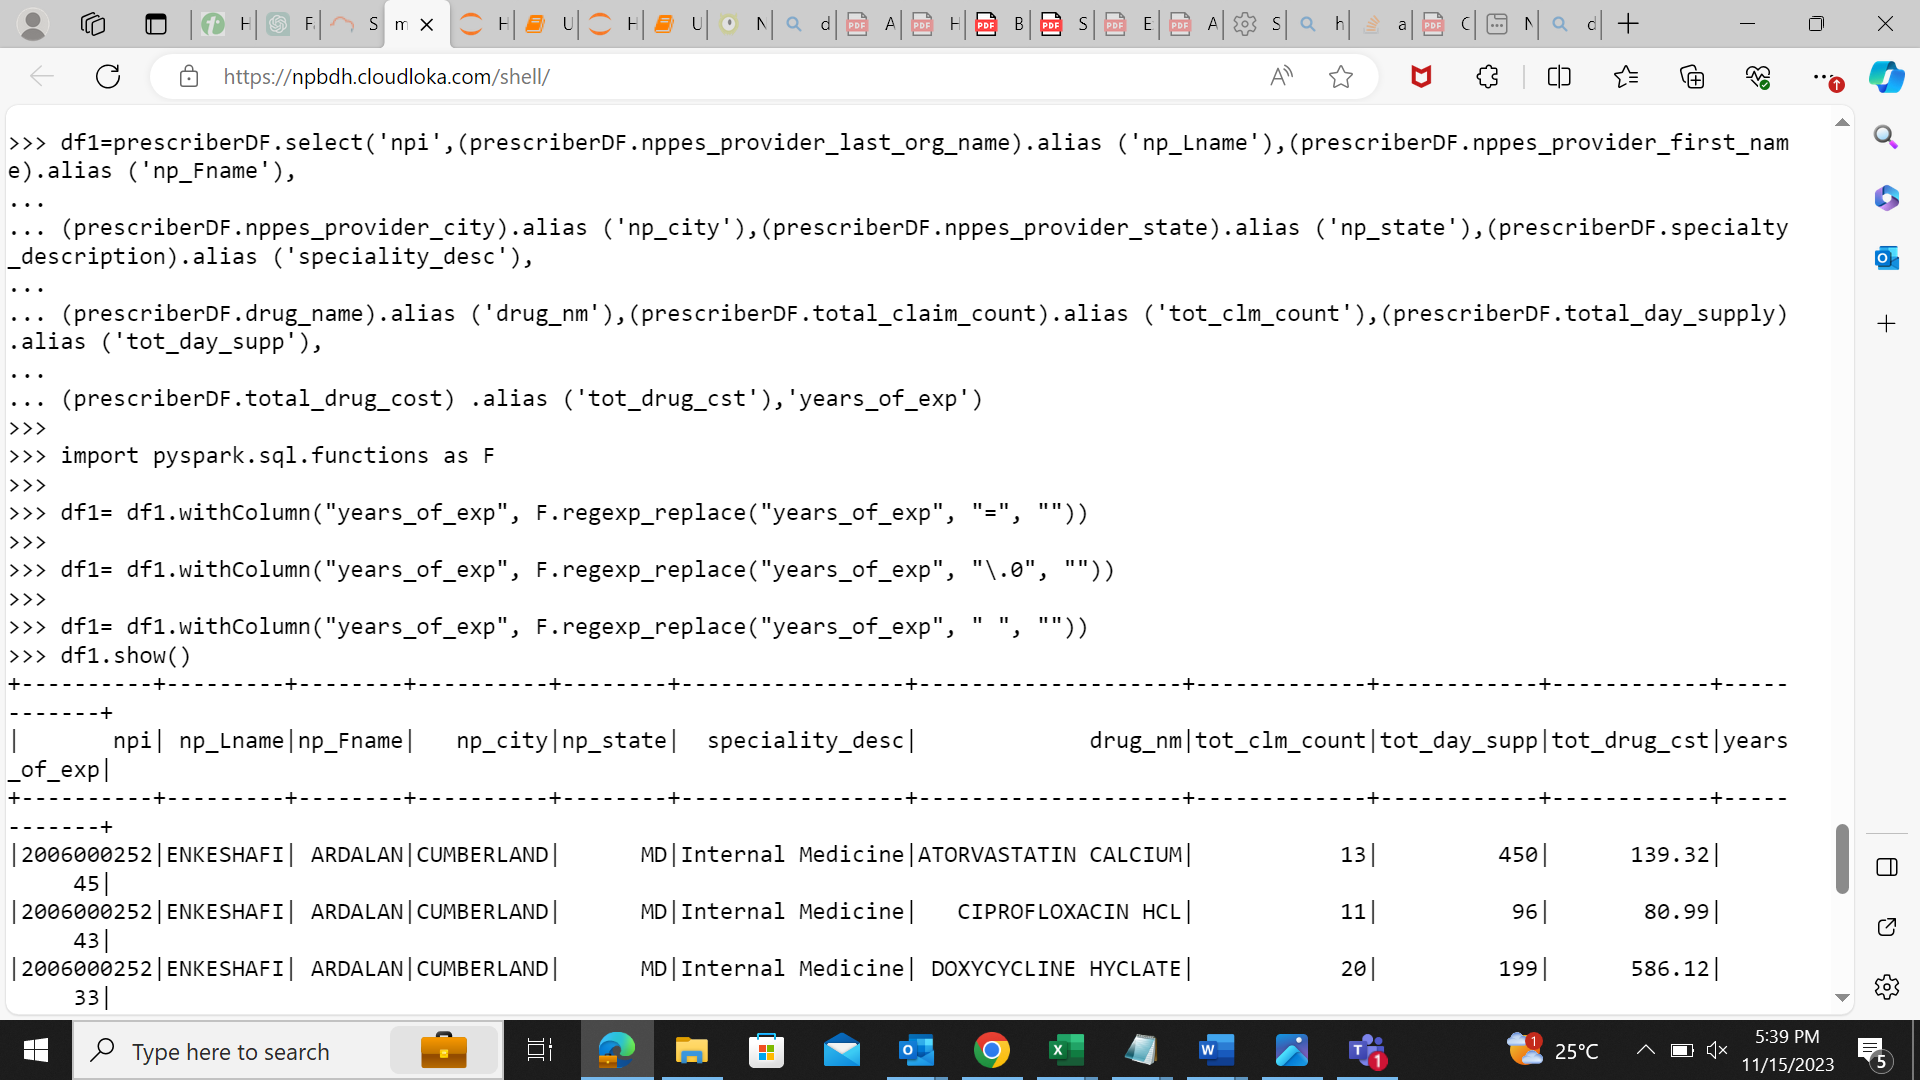 H
F
S
m
H
U
H
U
N
d
A
H
B
S
E
A
S
h
a
C
N
d
https://npbdh.cloudloka.com/shell/
>>> df1=prescriberDF.select('npi',(prescriberDF.nppes_provider_last_org_name).alias ('np_Lname'),(prescriberDF.nppes_provider_first_nam
e).alias ('np_Fname'),
...
... (prescriberDF.nppes_provider_city).alias ('np_city'),(prescriberDF.nppes_provider_state).alias ('np_state'),(prescriberDF.specialty
_description).alias ('speciality_desc'),
...
... (prescriberDF.drug_name).alias ('drug_nm'),(prescriberDF.total_claim_count).alias ('tot_clm_count'),(prescriberDF.total_day_supply)
.alias ('tot_day_supp'),
...
... (prescriberDF.total_drug_cost) .alias ('tot_drug_cst'),'years_of_exp')
>>>
>>> import pyspark.sql.functions as F
>>>
>>> df1= df1.withColumn("years_of_exp", F.regexp_replace("years_of_exp", "=", ""))
>>>
>>> df1= df1.withColumn("years_of_exp", F.regexp_replace("years_of_exp", "\.0", ""))
>>>
>>> df1= df1.withColumn("years_of_exp", F.regexp_replace("years_of_exp", " ", ""))
>>> df1.show()
+----------+---------+--------+----------+--------+-----------------+--------------------+-------------+------------+------------+-----
-------+
|       npi| np_Lname|np_Fname|   np_city|np_state|  speciality_desc|             drug_nm|tot_clm_count|tot_day_supp|tot_drug_cst|years
_of_exp|
+----------+---------+--------+----------+--------+-----------------+--------------------+-------------+------------+------------+-----
-------+
|2006000252|ENKESHAFI| ARDALAN|CUMBERLAND|      MD|Internal Medicine|ATORVASTATIN CALCIUM|           13|         450|      139.32|
     45|
|2006000252|ENKESHAFI| ARDALAN|CUMBERLAND|      MD|Internal Medicine|   CIPROFLOXACIN HCL|           11|          96|       80.99|
     43|
|2006000252|ENKESHAFI| ARDALAN|CUMBERLAND|      MD|Internal Medicine| DOXYCYCLINE HYCLATE|           20|         199|      586.12|
     33|
Type here to search
1
1
25°C
5:39 PM
11/15/2023
5